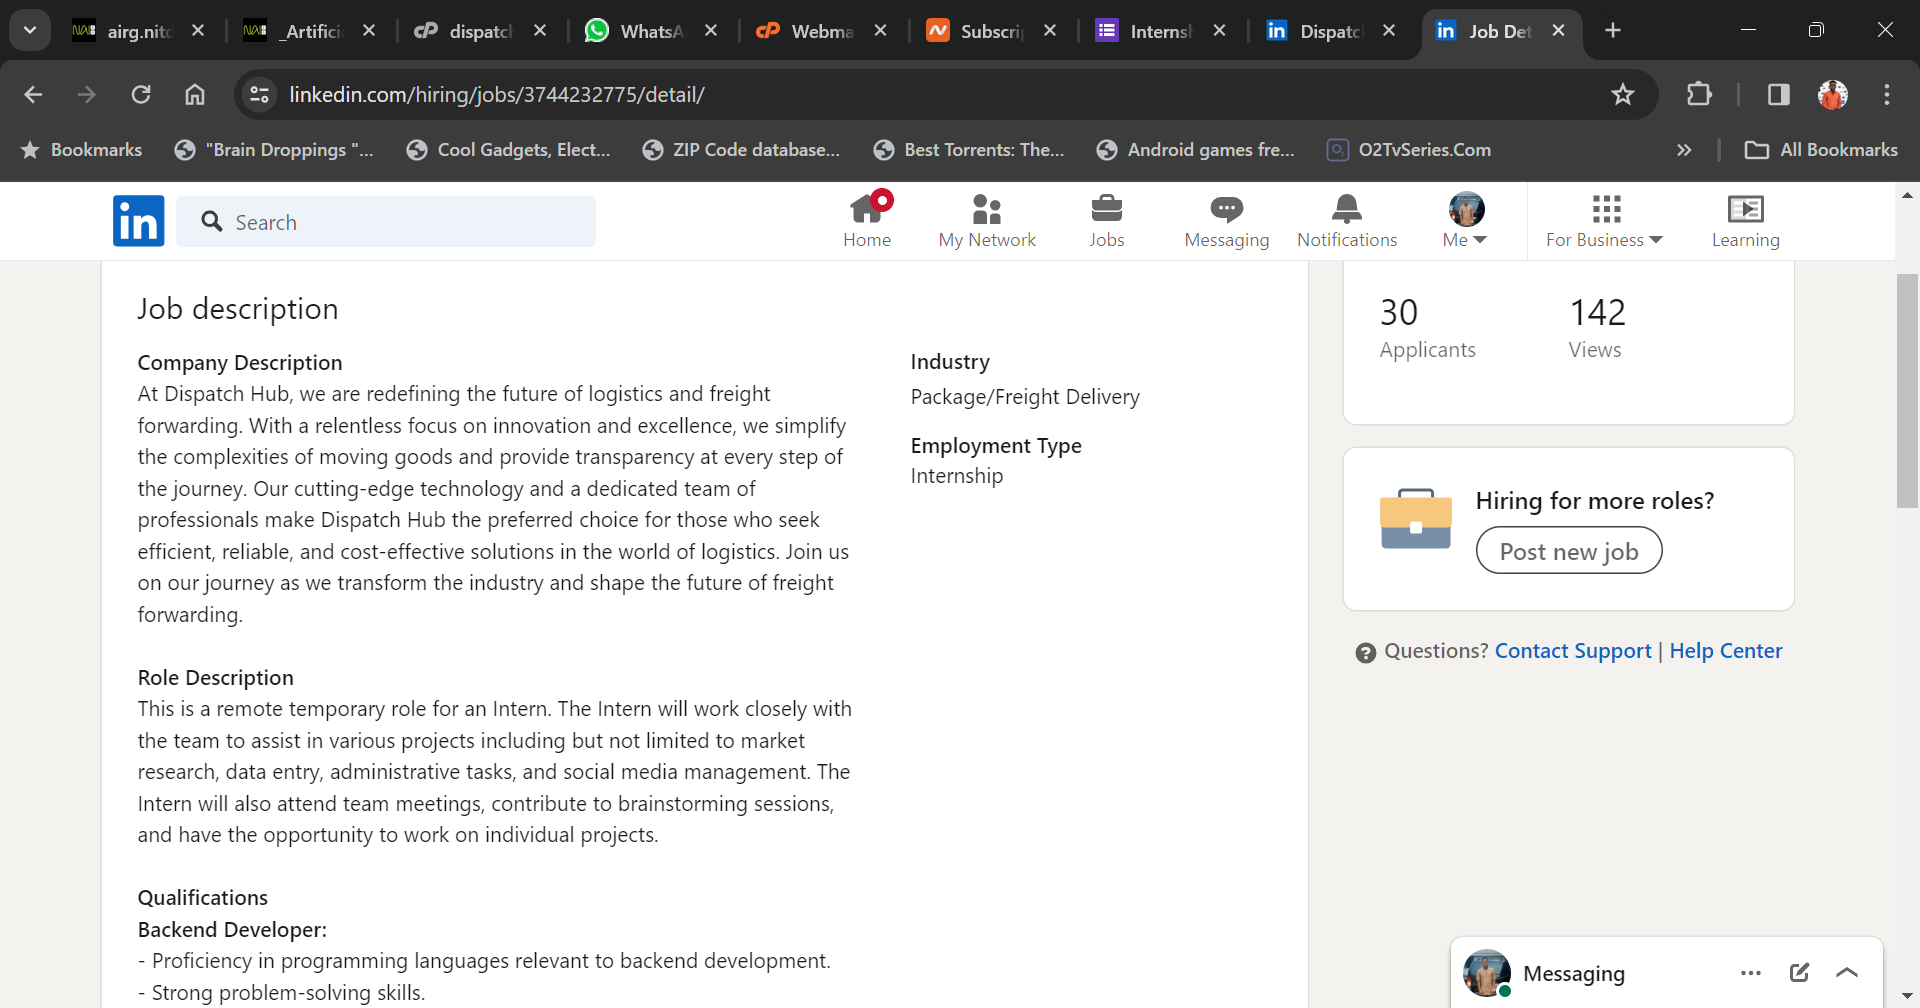 airg.nitd
_Artifici
dispatch
WhatsA
Webma
Subscrip
Internsh
Dispatc
Job Det
linkedin.com/hiring/jobs/3744232775/detail/
Bookmarks
"Brain Droppings "...
Cool Gadgets, Elect...
ZIP Code database...
Best Torrents: The...
Android games fre...
O2TvSeries.Com
All Bookmarks
in
Search
Home
My Network
Jobs
Messaging
Notifications
Me
For Business
Learning
Job description
Company Description
At Dispatch Hub, we are redefining the future of logistics and freight
forwarding. With a relentless focus on innovation and excellence, we simplify
the complexities of moving goods and provide transparency at every step of
the journey. Our cutting-edge technology and a dedicated team of
professionals make Dispatch Hub the preferred choice for those who seek
efficient, reliable, and cost-effective solutions in the world of logistics. Join us
on our journey as we transform the industry and shape the future of freight
forwarding.
Role Description
This is a remote temporary role for an Intern. The Intern will work closely with
the team to assist in various projects including but not limited to market
research, data entry, administrative tasks, and social media management. The
Intern will also attend team meetings, contribute to brainstorming sessions,
and have the opportunity to work on individual projects.
Qualifications
Backend Developer:
- Proficiency in programming languages relevant to backend development.
- Strong problem-solving skills.
Industry
Package/Freight Delivery
Employment Type
Internship
30
Applicants
142
Views
Hiring for more roles?
Post new job
Questions? Contact Support | Help Center
Messaging